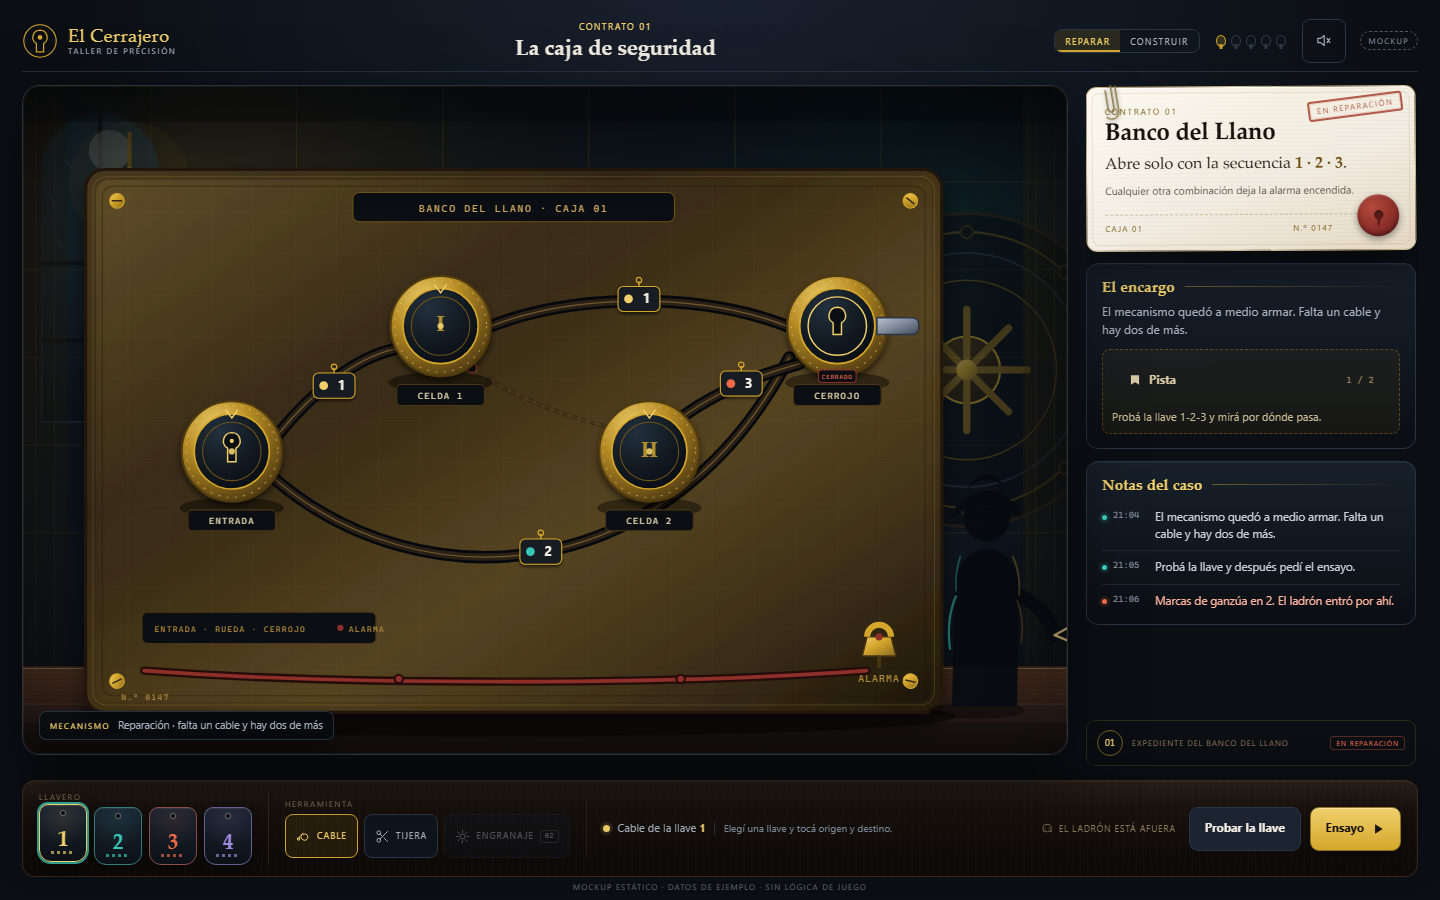 El Cerrajero
TALLER DE PRECISIÓN
CONTRATO 01
La caja de seguridad
REPARAR
CONSTRUIR
MOCKUP
BANCO DEL LLANO · CAJA 01
I
1
1
3
CELDA 1
CERRADO
CERROJO
II
ENTRADA
CELDA 2
2
ENTRADA · RUEDA · CERROJO
ALARMA
ALARMA
N.º 0147
MECANISMO Reparación · falta un cable y hay dos de más
CONTRATO 01
EN REPARACIÓN
Banco del Llano
Abre solo con la secuencia 1 · 2 · 3.
Cualquier otra combinación deja la alarma encendida.
CAJA 01
N.º 0147
El encargo
El mecanismo quedó a medio armar. Falta un cable y
hay dos de más.
Pista
1 / 2
Probá la llave 1-2-3 y mirá por dónde pasa.
Notas del caso
21:04 El mecanismo quedó a medio armar. Falta un
cable y hay dos de más.
21:05 Probá la llave y después pedí el ensayo.
21:06 Marcas de ganzúa en 2. El ladrón entró por ahí.
01 EXPEDIENTE DEL BANCO DEL LLANO
EN REPARACIÓN
LLAVERO
1
2
3
4
HERRAMIENTA
CABLE
TIJERA
ENGRANAJE
B2
Cable de la llave 1
Elegí una llave y tocá origen y destino.
EL LADRÓN ESTÁ AFUERA
Probar la llave
Ensayo
MOCKUP ESTÁTICO · DATOS DE EJEMPLO · SIN LÓGICA DE JUEGO